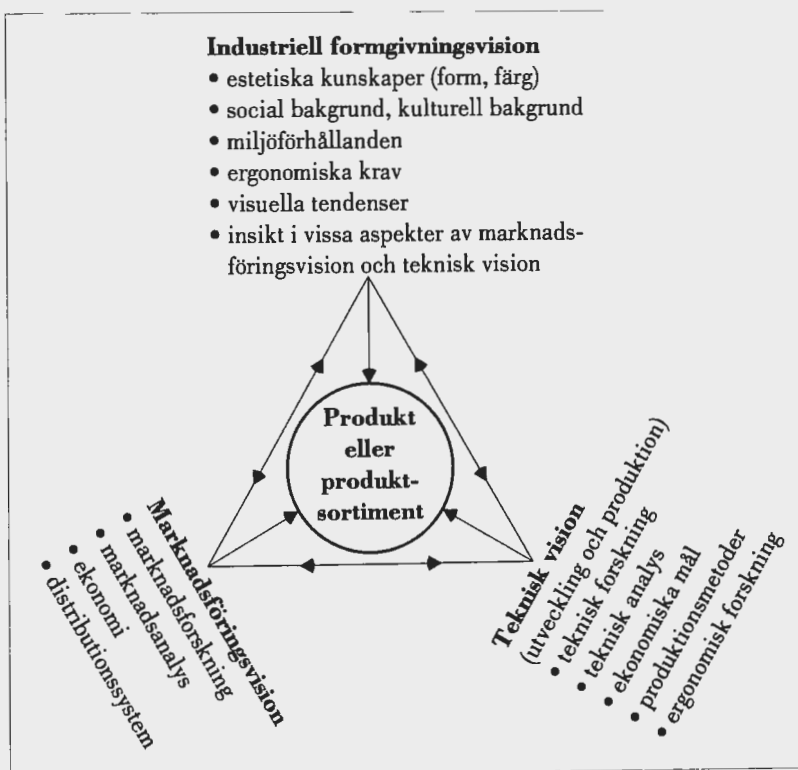 Industriell formgivningsvision
• estetiska kunskaper (form, färg)
• social bakgrund, kulturell bakgrund
• miljöförhållanden
• ergonomiska krav
• visuella tendenser
• insikt i vissa aspekter av marknads-
föringsvision och teknisk vision
Produkt
eller
produkt-
sortiment
Marknadsföringsvision
• marknadsforskning
• marknadsanalys
• ekonomi
• distributionssystem
Teknisk vision
(utveckling och produktion)
• teknisk forskning
• teknisk analys
• ekonomiska mål
• produktionsmetoder
• ergonomisk forskning